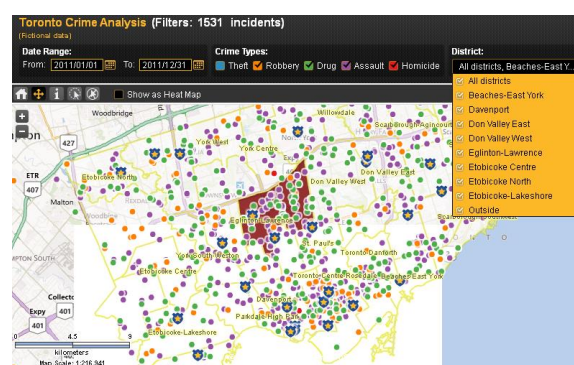 Toronto Crime Analysis (Filters: 1531 incidents)
(Fictional data)
Date Range:
From: 2011/01/01 To: 2011/12/31
Crime Types:
Theft Robbery Drug Assault Homicide
District:
All districts, Beaches-East Y...
All districts
Beaches-East York
Davenport
Don Valley East
Don Valley West
Eglinton-Lawrence
Etobicoke Centre
Etobicoke North
Etobicoke-Lakeshore
Outside
Show as Heat Map
Woodbridge
Willowdale
427
York West
York Centre
ETR
407
Etobicoke North
Don Valley East
Don Valley West
Malton
Eglinton-Lawrence
St. Paul's
York South-Weston
Toronto-Danforth
Etobicoke Centre
Toronto Centre-Rosedale
Beaches-East York
Davenport
Collecto
Expy
401
401
Parkdale-High Park
Etobicoke-Lakeshore
0 4.5 9
kilometers
Map Scale: 1:216,941